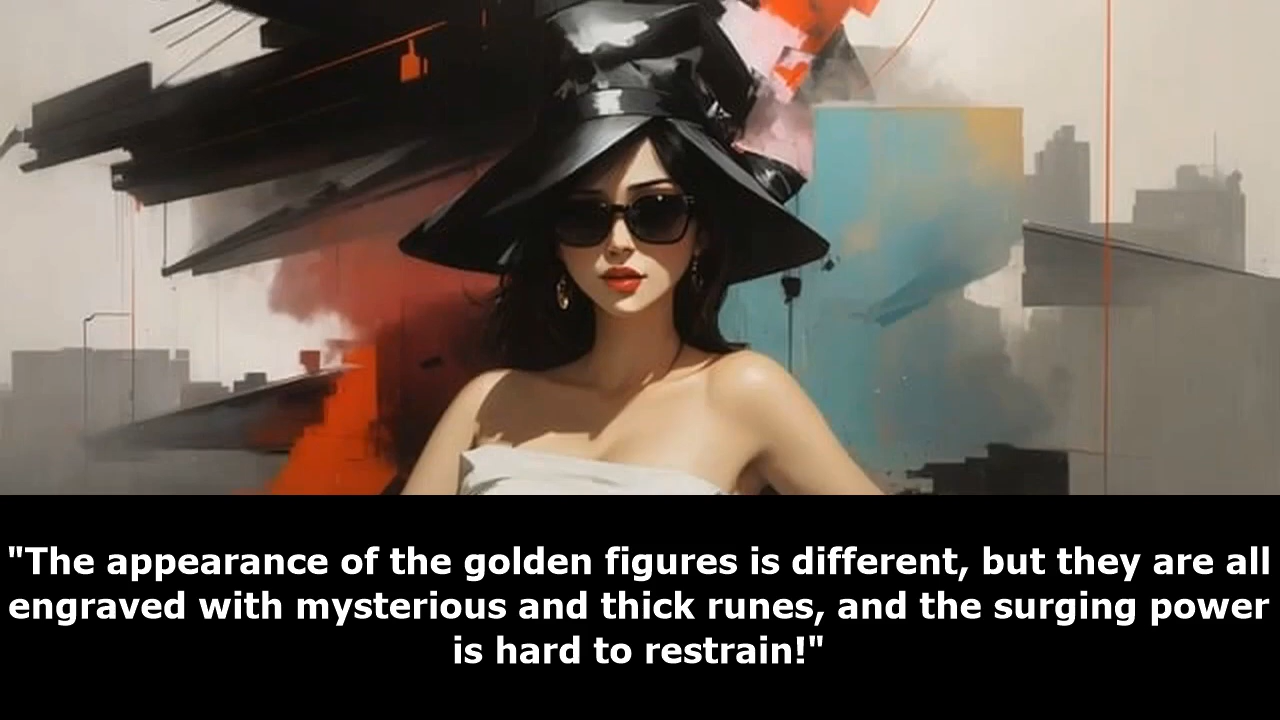 "The appearance of the golden figures is different, but they are all
engraved with mysterious and thick runes, and the surging power
is hard to restrain!"